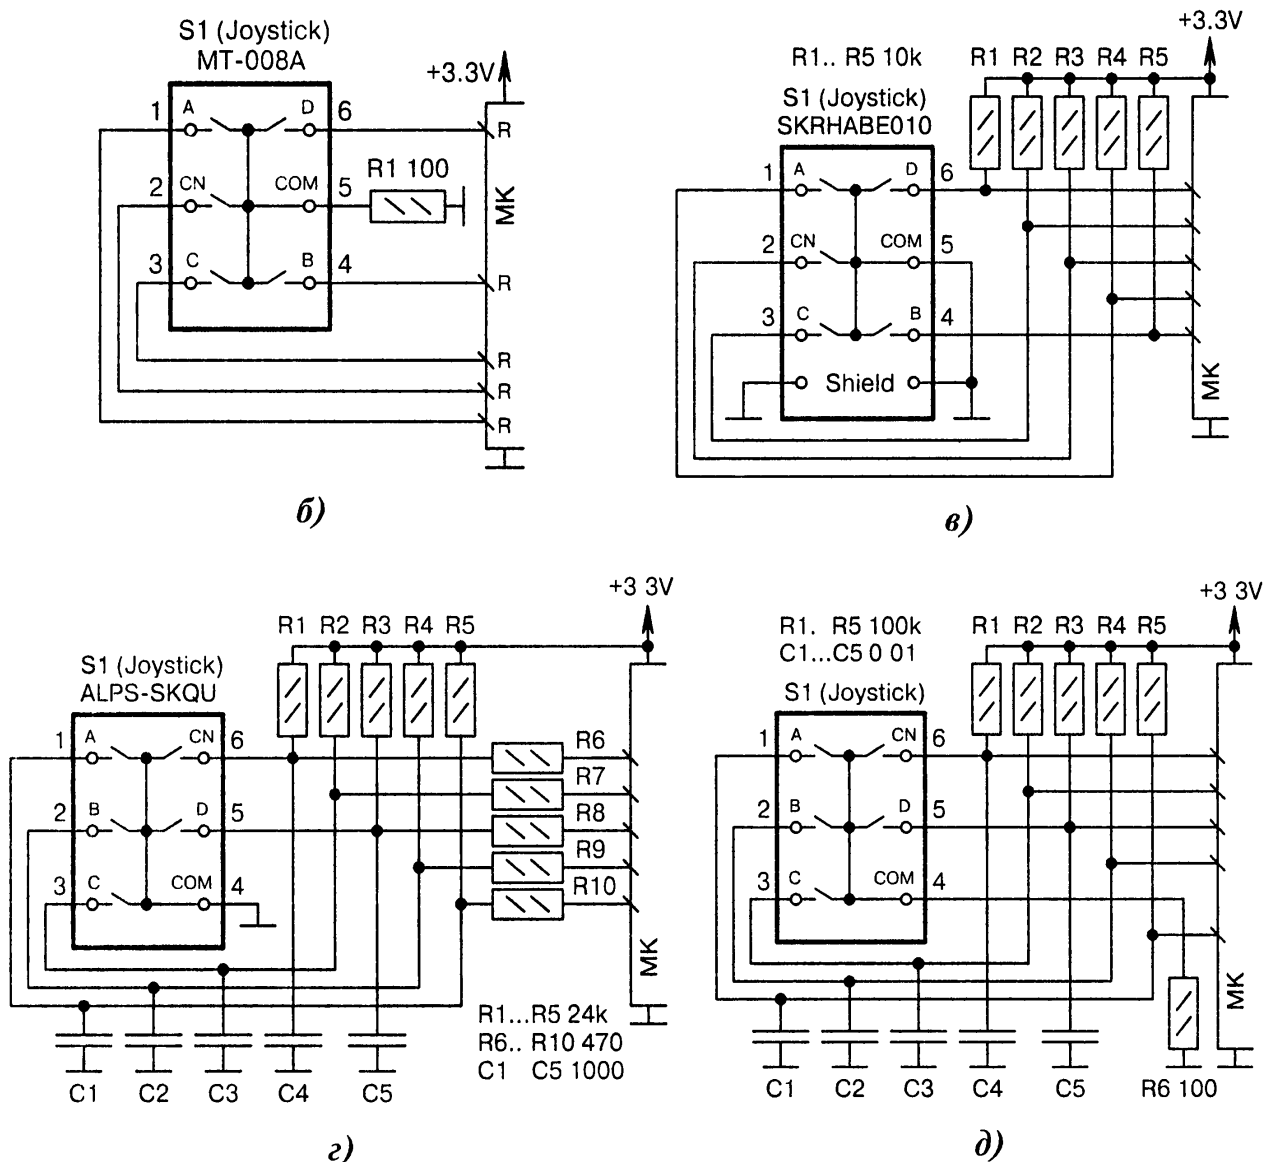 S1 (Joystick)
MT-008A
+3.3V
1 A D 6 R
R1 100
2 CN COM 5
MK
3 C B 4 R
R
R
R
б)
+3.3V
R1.. R5 10k R1 R2 R3 R4 R5
S1 (Joystick)
SKRHABE010
1 A D 6
2 CN COM 5
3 C B 4
Shield
MK
в)
+3 3V
R1 R2 R3 R4 R5
S1 (Joystick)
ALPS-SKQU
1 A CN 6 R6
R7
2 B D 5 R8
R9
3 C COM 4 R10
MK
R1...R5 24k
R6.. R10 470
C1 C5 1000
C1 C2 C3 C4 C5
г)
+3 3V
R1. R5 100k R1 R2 R3 R4 R5
C1...C5 0 01
S1 (Joystick)
1 A CN 6
2 B D 5
3 C COM 4
MK
C1 C2 C3 C4 C5 R6 100
д)